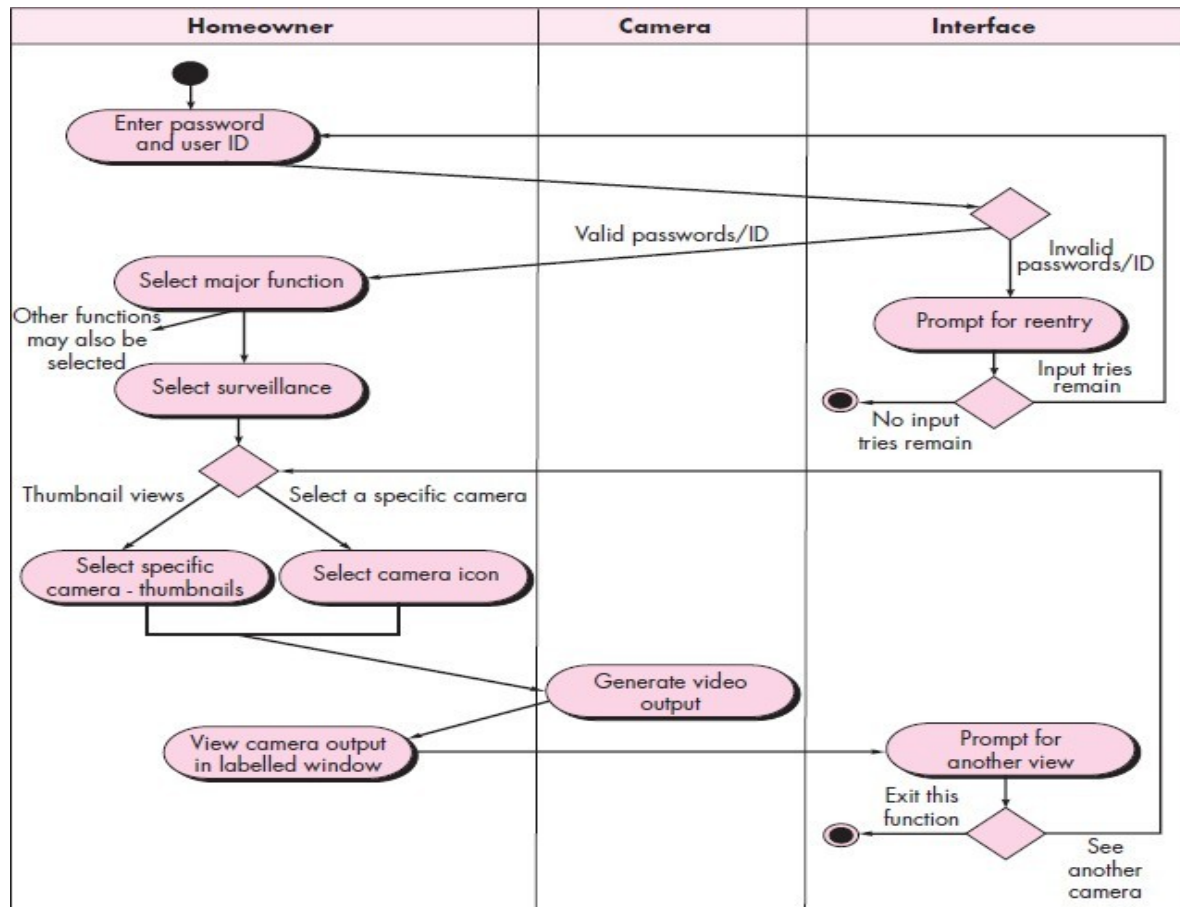 Homeowner
Camera
Interface
Enter password
and user ID
Valid passwords/ID
Invalid
passwords/ID
Select major function
Prompt for reentry
Other functions
may also be
selected
Input tries
remain
Select surveillance
No input
tries remain
Thumbnail views
Select a specific camera
Select specific
camera - thumbnails
Select camera icon
Generate video
output
View camera output
in labelled window
Prompt for
another view
Exit this
function
See
another
camera